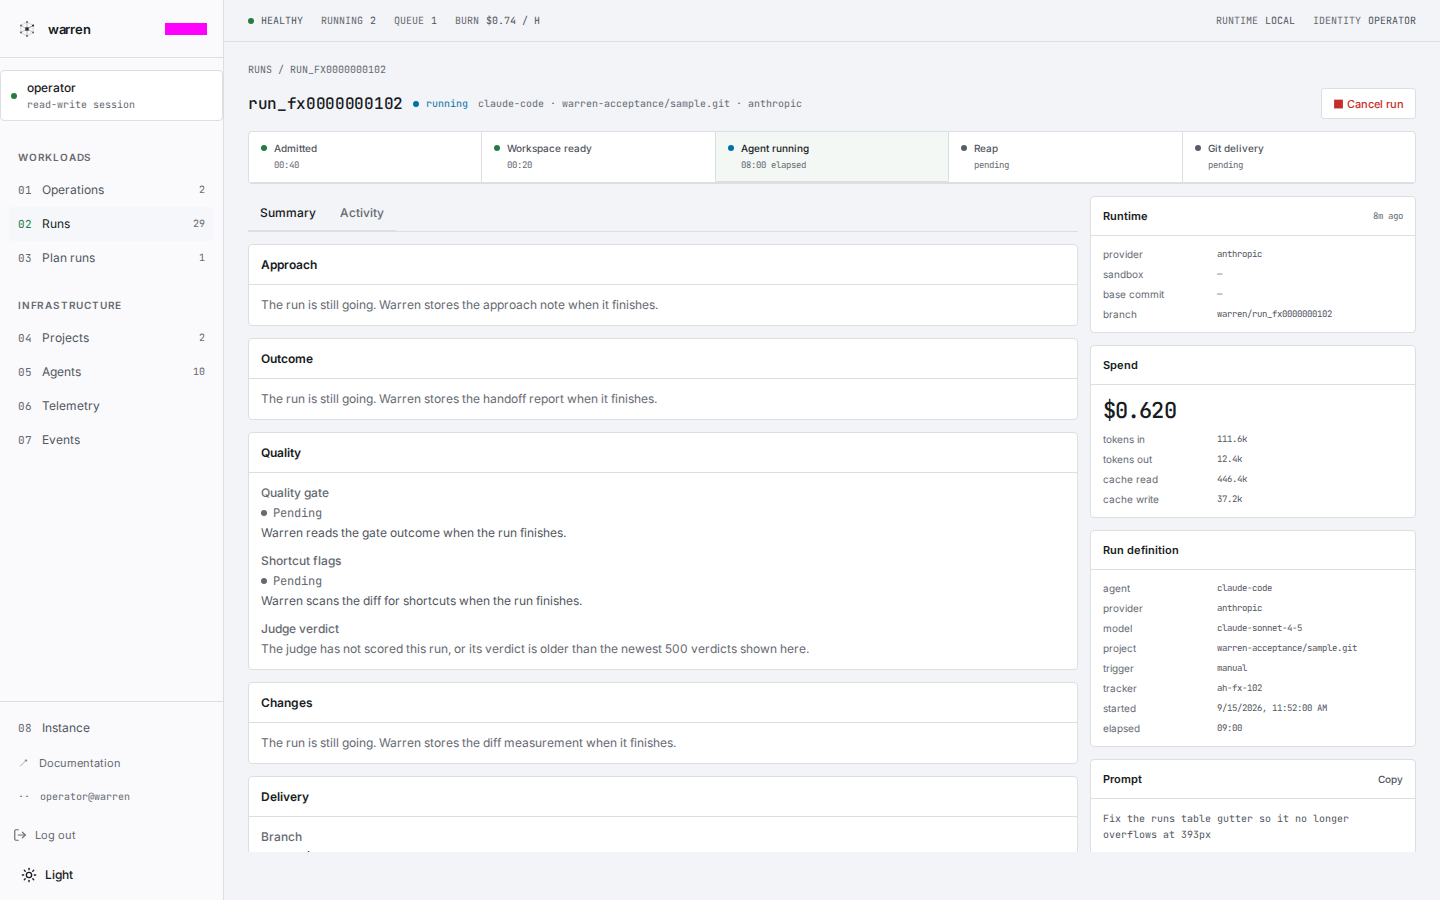 warren
operator
read-write session
WORKLOADS
01 Operations 2
02 Runs 29
03 Plan runs 1
INFRASTRUCTURE
04 Projects 2
05 Agents 10
06 Telemetry
07 Events
08 Instance
Documentation
operator@warren
Log out
Light
HEALTHY RUNNING 2 QUEUE 1 BURN $0.74 / H
RUNTIME LOCAL IDENTITY OPERATOR
RUNS / RUN_FX0000000102
run_fx0000000102 running claude-code · warren-acceptance/sample.git · anthropic
Cancel run
Admitted
00:40
Workspace ready
00:20
Agent running
08:00 elapsed
Reap
pending
Git delivery
pending
Summary Activity
Approach
The run is still going. Warren stores the approach note when it finishes.
Outcome
The run is still going. Warren stores the handoff report when it finishes.
Quality
Quality gate
Pending
Warren reads the gate outcome when the run finishes.
Shortcut flags
Pending
Warren scans the diff for shortcuts when the run finishes.
Judge verdict
The judge has not scored this run, or its verdict is older than the newest 500 verdicts shown here.
Changes
The run is still going. Warren stores the diff measurement when it finishes.
Delivery
Branch
Runtime 8m ago
provider anthropic
sandbox —
base commit —
branch warren/run_fx0000000102
Spend
$0.620
tokens in 111.6k
tokens out 12.4k
cache read 446.4k
cache write 37.2k
Run definition
agent claude-code
provider anthropic
model claude-sonnet-4-5
project warren-acceptance/sample.git
trigger manual
tracker ah-fx-102
started 9/15/2026, 11:52:00 AM
elapsed 09:00
Prompt Copy
Fix the runs table gutter so it no longer
overflows at 393px